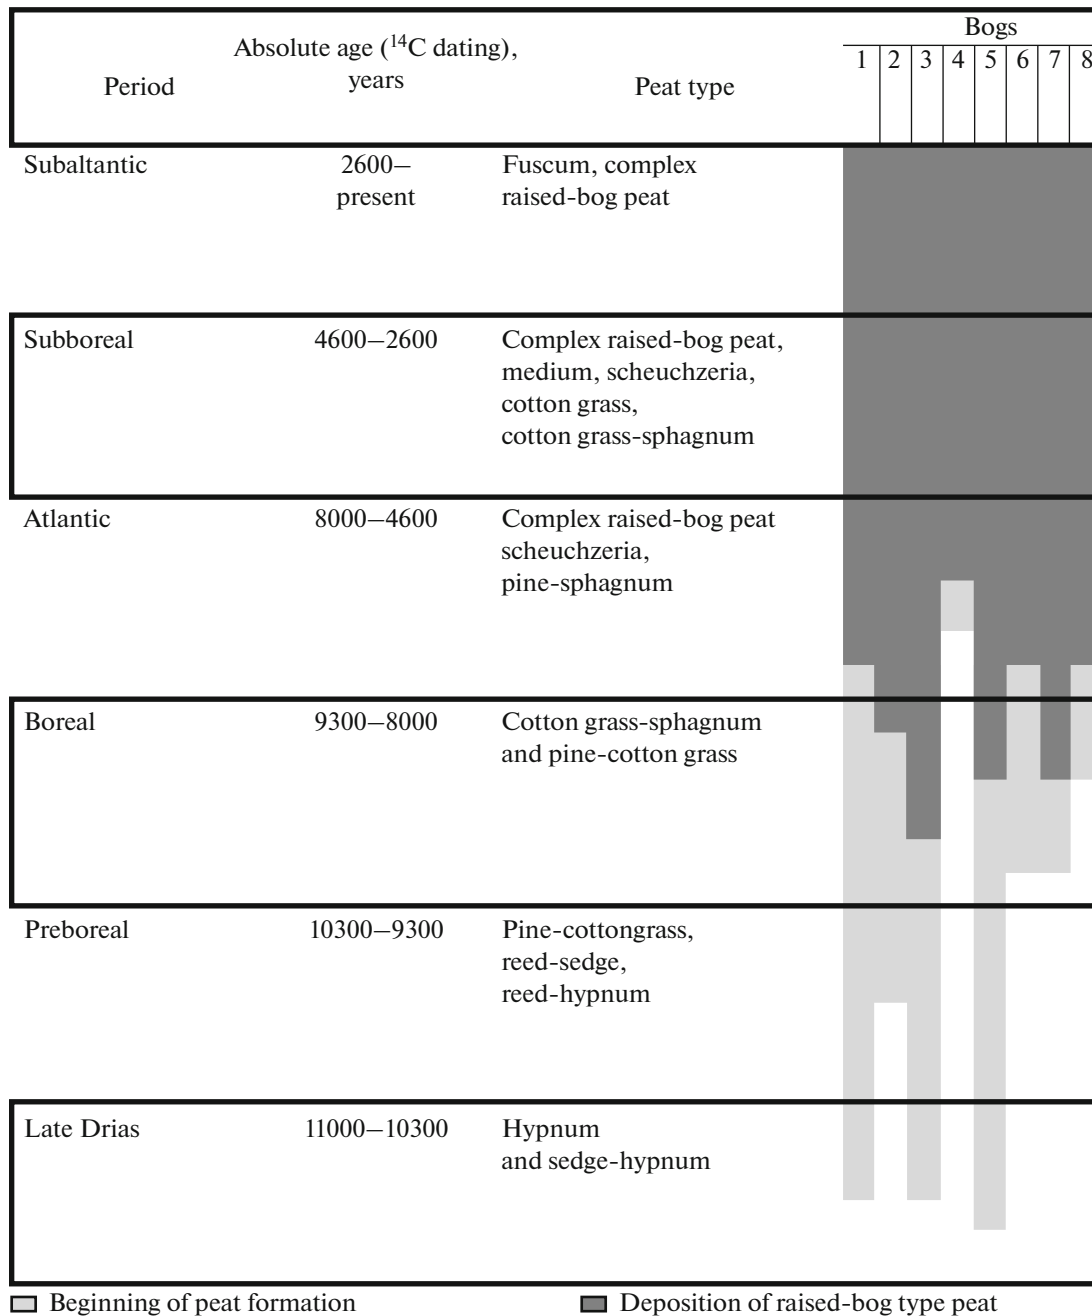 Bogs
Absolute age (¹⁴C dating),
years
Period
Peat type
1 2 3 4 5 6 7 8
Subaltantic 2600– Fuscum, complex
present raised-bog peat
Subboreal 4600–2600 Complex raised-bog peat,
medium, scheuchzeria,
cotton grass,
cotton grass-sphagnum
Atlantic 8000–4600 Complex raised-bog peat
scheuchzeria,
pine-sphagnum
Boreal 9300–8000 Cotton grass-sphagnum
and pine-cotton grass
Preboreal 10300–9300 Pine-cottongrass,
reed-sedge,
reed-hypnum
Late Drias 11000–10300 Hypnum
and sedge-hypnum
Beginning of peat formation Deposition of raised-bog type peat